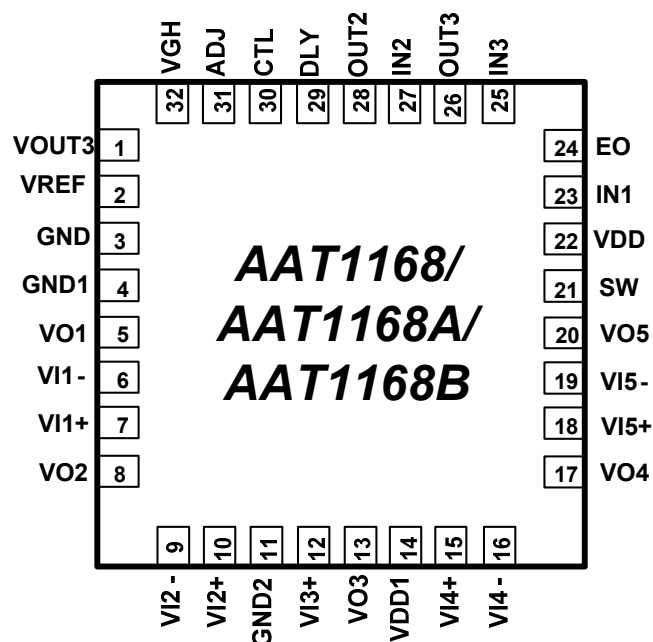 VGH ADJ CTL DLY OUT2 IN2 OUT3 IN3
32 31 30 29 28 27 26 25
VOUT3 1 24 EO
VREF 2 23 IN1
GND 3 22 VDD
GND1 4 21 SW
VO1 5 20 VO5
VI1- 6 19 VI5-
VI1+ 7 18 VI5+
VO2 8 17 VO4
AAT1168/
AAT1168A/
AAT1168B
9 10 11 12 13 14 15 16
VI2- VI2+ GND2 VI3+ VO3 VDD1 VI4+ VI4-